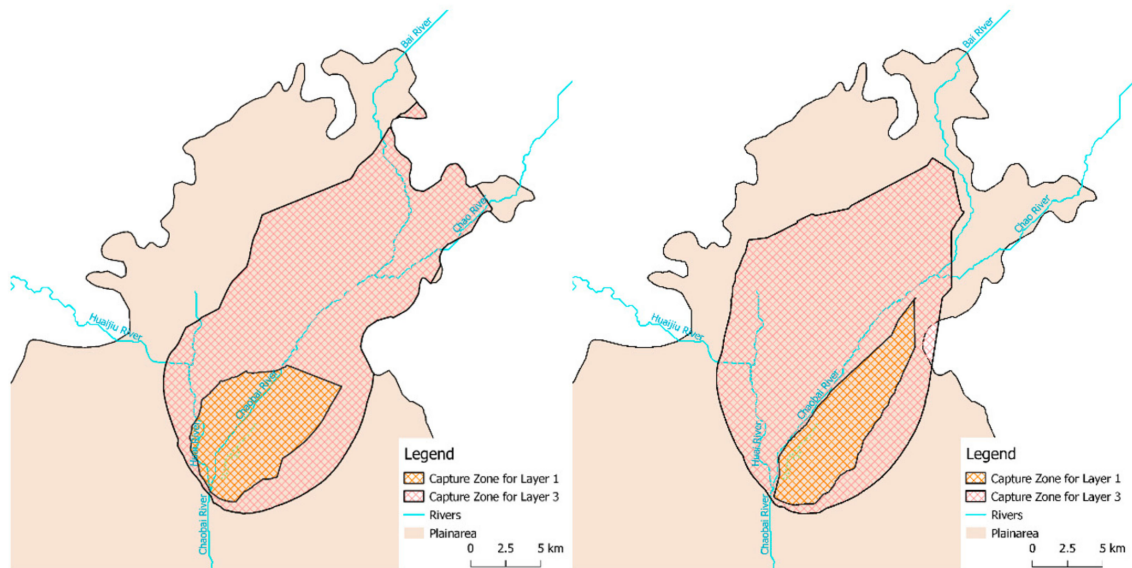 Bai River
Chao River
Huaijiu River
Chaobai River
Huai River
Chaobai River
Legend
Capture Zone for Layer 1
Capture Zone for Layer 3
Rivers
Plainarea
0 2.5 5 km
Bai River
Chao River
Huaijiu River
Chaobai River
Huai River
Chaobai River
Legend
Capture Zone for Layer 1
Capture Zone for Layer 3
Rivers
Plainarea
0 2.5 5 km